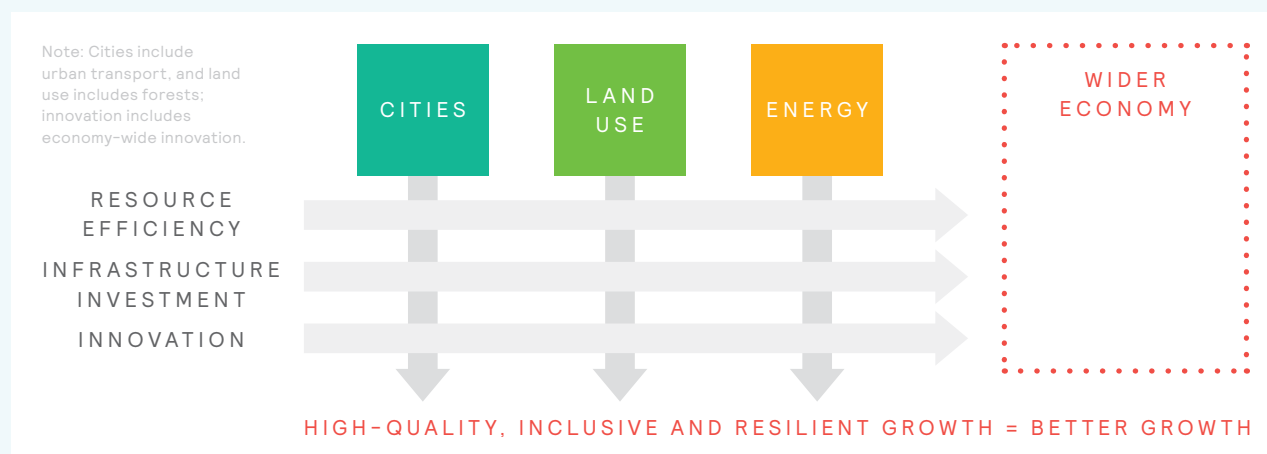 Note: Cities include
urban transport, and land
use includes forests;
innovation includes
economy-wide innovation.
CITIES
LAND
USE
ENERGY
WIDER
ECONOMY
RESOURCE
EFFICIENCY
INFRASTRUCTURE
INVESTMENT
INNOVATION
HIGH-QUALITY, INCLUSIVE AND RESILIENT GROWTH = BETTER GROWTH